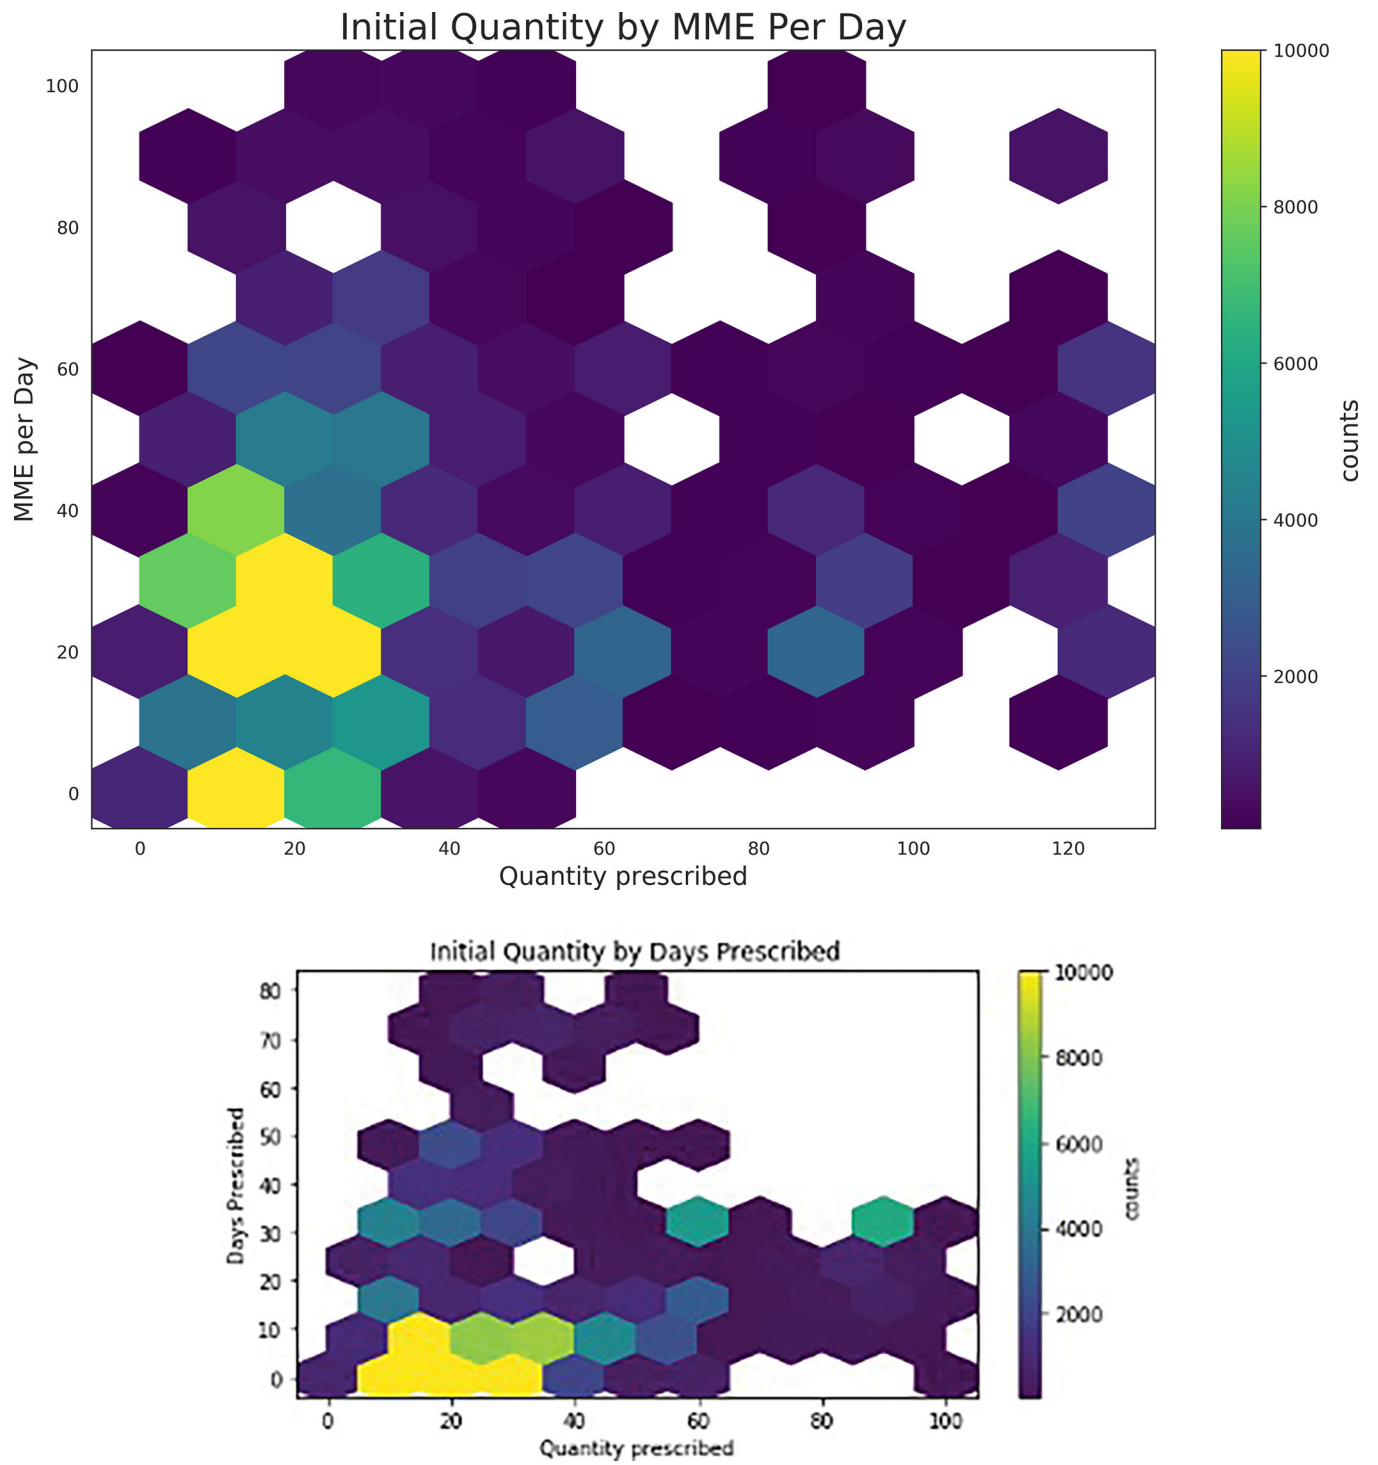 Initial Quantity by MME Per Day
100
80
60
40
20
0
MME per Day
0 20 40 60 80 100 120
Quantity prescribed
10000
8000
6000
4000
2000
counts
Initial Quantity by Days Prescribed
80
70
60
50
40
30
20
10
0
Days Prescribed
0 20 40 60 80 100
Quantity prescribed
10000
8000
6000
4000
2000
counts